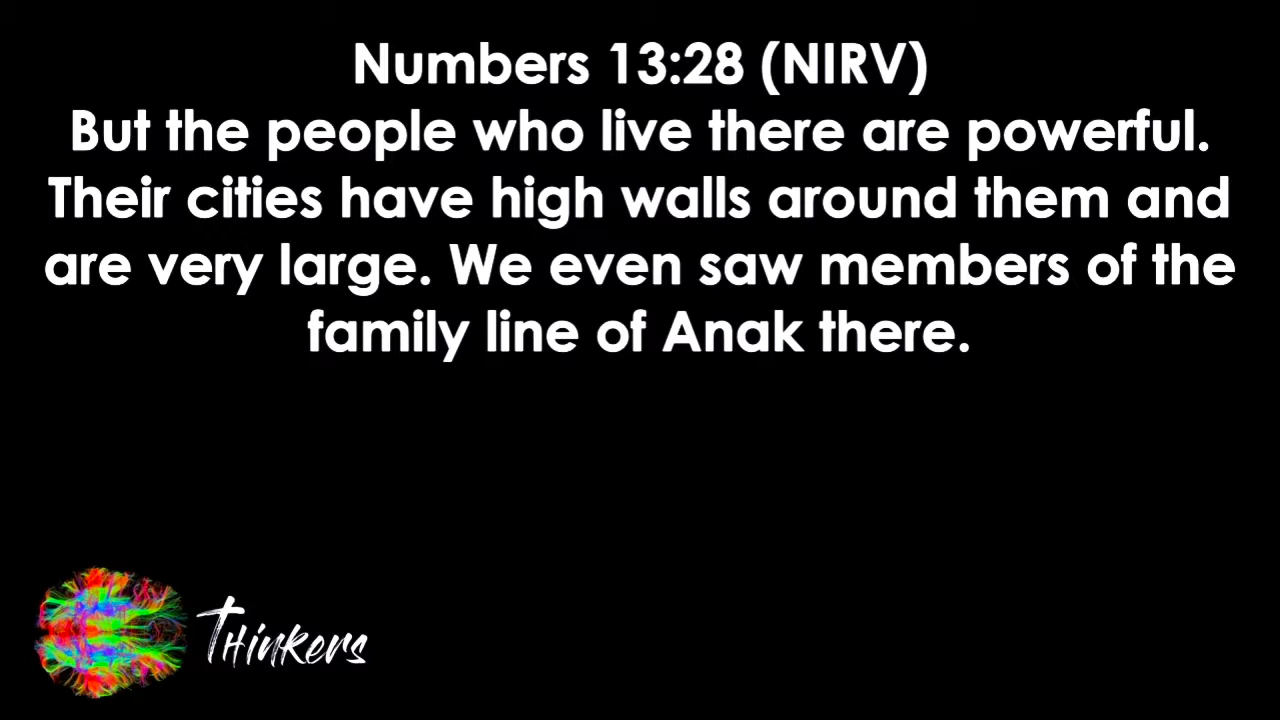 Numbers 13:28 (NIRV)
But the people who live there are powerful.
Their cities have high walls around them and
are very large. We even saw members of the
family line of Anak there.
Thinkers